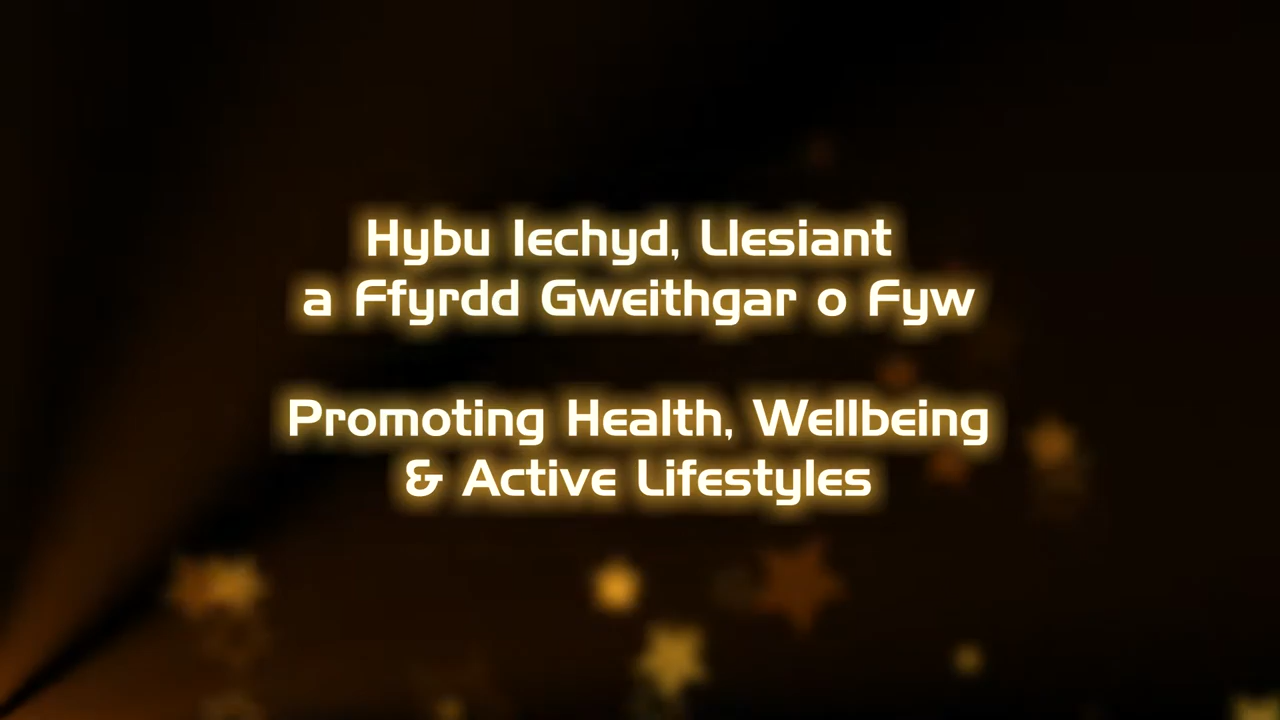 Hybu Iechyd, Llesiant
a Ffyrdd Gweithgar o Fyw
Promoting Health, Wellbeing
& Active Lifestyles